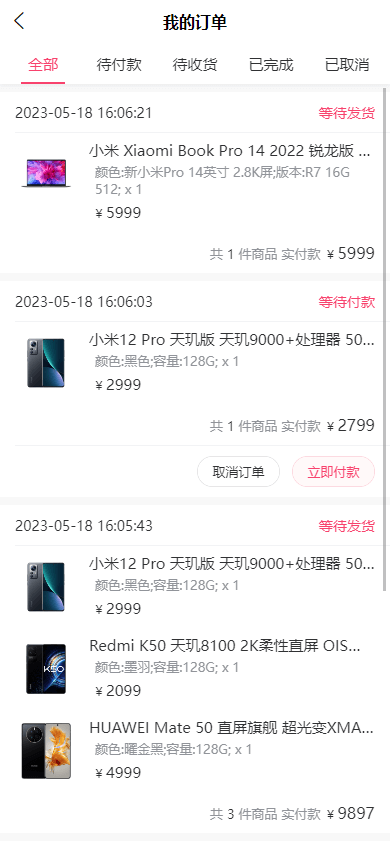 我的订单
全部 待付款 待收货 已完成 已取消
2023-05-18 16:06:21 等待发货
小米 Xiaomi Book Pro 14 2022 锐龙版 ...
颜色:新小米Pro 14英寸 2.8K屏;版本:R7 16G
512; x 1
¥ 5999
共 1 件商品 实付款 ¥ 5999
2023-05-18 16:06:03 等待付款
小米12 Pro 天玑版 天玑9000+处理器 50...
颜色:黑色;容量:128G; x 1
¥ 2999
共 1 件商品 实付款 ¥ 2799
取消订单 立即付款
2023-05-18 16:05:43 等待发货
小米12 Pro 天玑版 天玑9000+处理器 50...
颜色:黑色;容量:128G; x 1
¥ 2999
Redmi K50 天玑8100 2K柔性直屏 OIS...
颜色:墨羽;容量:128G; x 1
¥ 2099
K50
HUAWEI Mate 50 直屏旗舰 超光变XMA...
颜色:曜金黑;容量:128G; x 1
¥ 4999
共 3 件商品 实付款 ¥ 9897